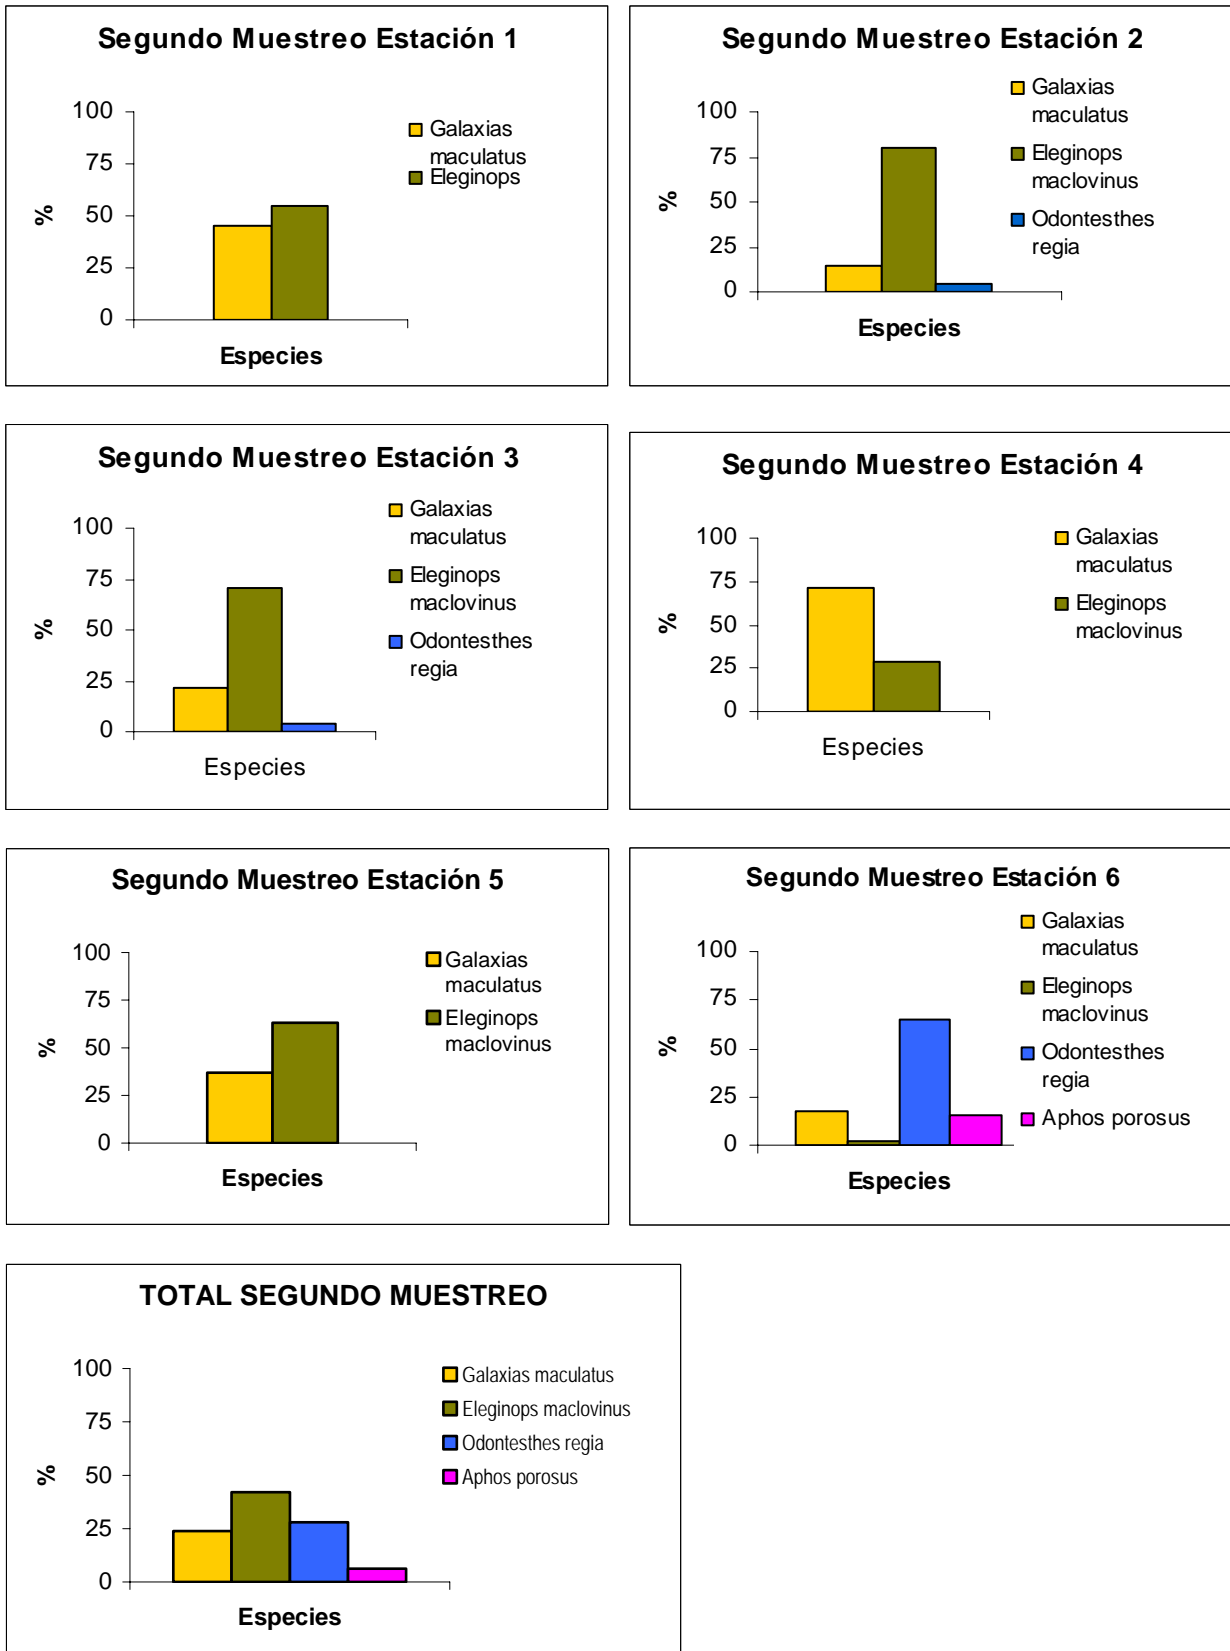 Segundo Muestreo Estación 1
100
75
50
25
0
%
Especies
Galaxias
maculatus
Eleginops
Segundo Muestreo Estación 2
100
75
50
25
0
%
Especies
Galaxias
maculatus
Eleginops
maclovinus
Odontesthes
regia
Segundo Muestreo Estación 3
100
75
50
25
0
%
Especies
Galaxias
maculatus
Eleginops
maclovinus
Odontesthes
regia
Segundo Muestreo Estación 4
100
75
50
25
0
%
Especies
Galaxias
maculatus
Eleginops
maclovinus
Segundo Muestreo Estación 5
100
75
50
25
0
%
Especies
Galaxias
maculatus
Eleginops
maclovinus
Segundo Muestreo Estación 6
100
75
50
25
0
%
Especies
Galaxias
maculatus
Eleginops
maclovinus
Odontesthes
regia
Aphos porosus
TOTAL SEGUNDO MUESTREO
100
75
50
25
0
%
Especies
Galaxias maculatus
Eleginops maclovinus
Odontesthes regia
Aphos porosus